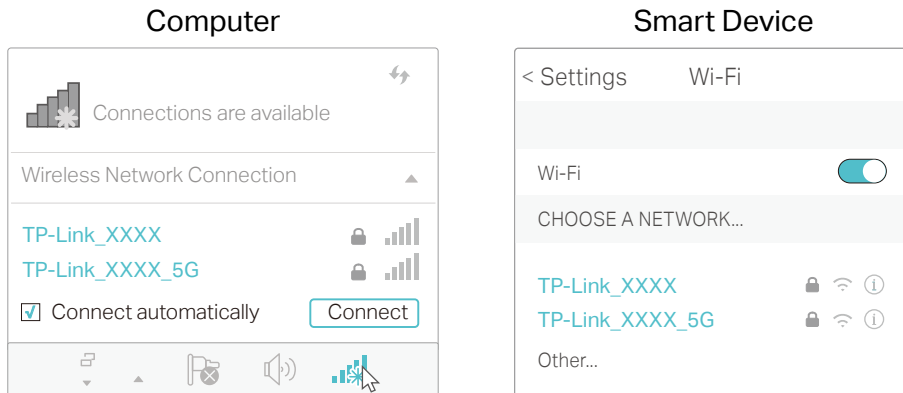 Computer
Connections are available
Wireless Network Connection
TP-Link_XXXX
TP-Link_XXXX_5G
Connect automatically
Connect
Smart Device
< Settings Wi-Fi
Wi-Fi
CHOOSE A NETWORK...
TP-Link_XXXX
TP-Link_XXXX_5G
Other...